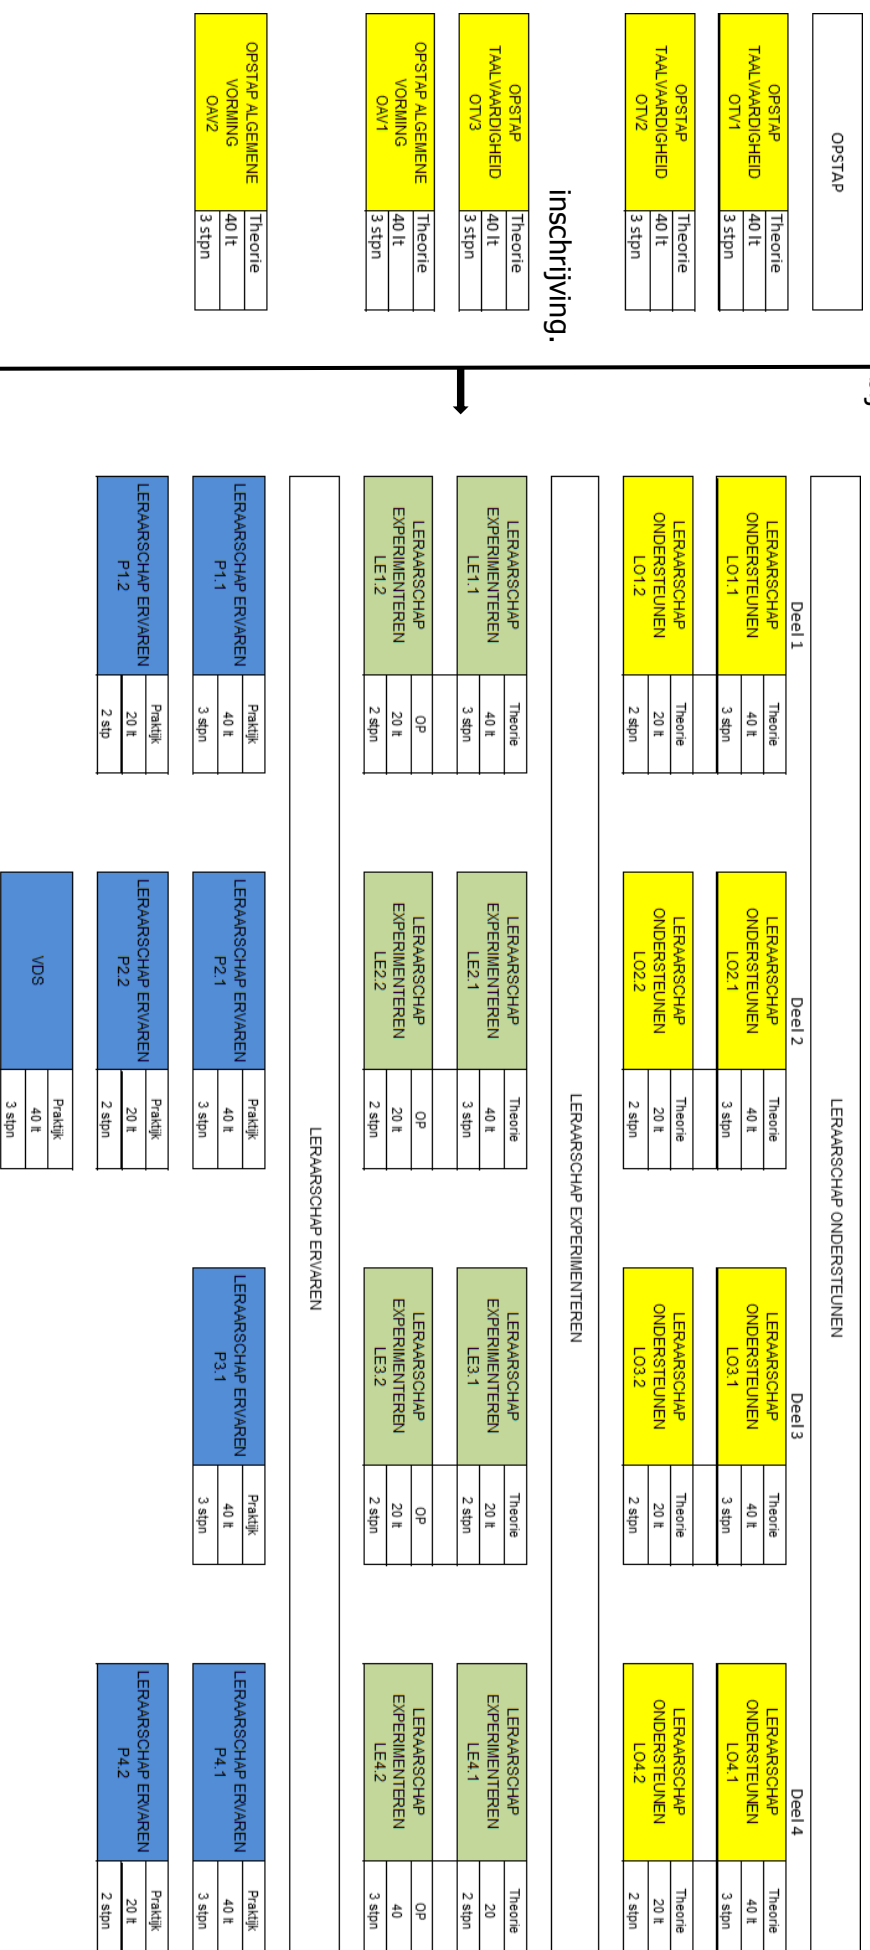 OPSTAP
OPSTAP
TAALVAARDIGHEID
OTV1
Theorie
40 lt
3 stpn
OPSTAP
TAALVAARDIGHEID
OTV2
Theorie
40 lt
3 stpn
inschrijving.
OPSTAP
TAALVAARDIGHEID
OTV3
Theorie
40 lt
3 stpn
OPSTAP ALGEMENE
VORMING
OAV1
Theorie
40 lt
3 stpn
OPSTAP ALGEMENE
VORMING
OAV2
Theorie
40 lt
3 stpn
LERAARSCHAP ONDERSTEUNEN
Deel 1
Deel 2
Deel 3
Deel 4
LERAARSCHAP
ONDERSTEUNEN
LO1.1
Theorie
40 lt
3 stpn
LERAARSCHAP
ONDERSTEUNEN
LO2.1
Theorie
40 lt
3 stpn
LERAARSCHAP
ONDERSTEUNEN
LO3.1
Theorie
40 lt
3 stpn
LERAARSCHAP
ONDERSTEUNEN
LO4.1
Theorie
40 lt
3 stpn
LERAARSCHAP
ONDERSTEUNEN
LO1.2
Theorie
20 lt
2 stpn
LERAARSCHAP
ONDERSTEUNEN
LO2.2
Theorie
20 lt
2 stpn
LERAARSCHAP
ONDERSTEUNEN
LO3.2
Theorie
20 lt
2 stpn
LERAARSCHAP
ONDERSTEUNEN
LO4.2
Theorie
20 lt
2 stpn
LERAARSCHAP EXPERIMENTEREN
LERAARSCHAP
EXPERIMENTEREN
LE1.1
Theorie
40 lt
3 stpn
LERAARSCHAP
EXPERIMENTEREN
LE2.1
Theorie
40 lt
3 stpn
LERAARSCHAP
EXPERIMENTEREN
LE3.1
Theorie
20 lt
2 stpn
LERAARSCHAP
EXPERIMENTEREN
LE4.1
Theorie
20
2 stpn
LERAARSCHAP
EXPERIMENTEREN
LE1.2
OP
20 lt
2 stpn
LERAARSCHAP
EXPERIMENTEREN
LE2.2
OP
20 lt
2 stpn
LERAARSCHAP
EXPERIMENTEREN
LE3.2
OP
20 lt
2 stpn
LERAARSCHAP
EXPERIMENTEREN
LE4.2
OP
40
3 stpn
LERAARSCHAP ERVAREN
LERAARSCHAP ERVAREN
P1.1
Praktijk
40 lt
3 stpn
LERAARSCHAP ERVAREN
P2.1
Praktijk
40 lt
3 stpn
LERAARSCHAP ERVAREN
P3.1
Praktijk
40 lt
3 stpn
LERAARSCHAP ERVAREN
P4.1
Praktijk
40 lt
3 stpn
LERAARSCHAP ERVAREN
P1.2
Praktijk
20 lt
2 stp
LERAARSCHAP ERVAREN
P2.2
Praktijk
20 lt
2 stpn
LERAARSCHAP ERVAREN
P4.2
Praktijk
20 lt
2 stpn
VDS
Praktijk
40 lt
3 stpn